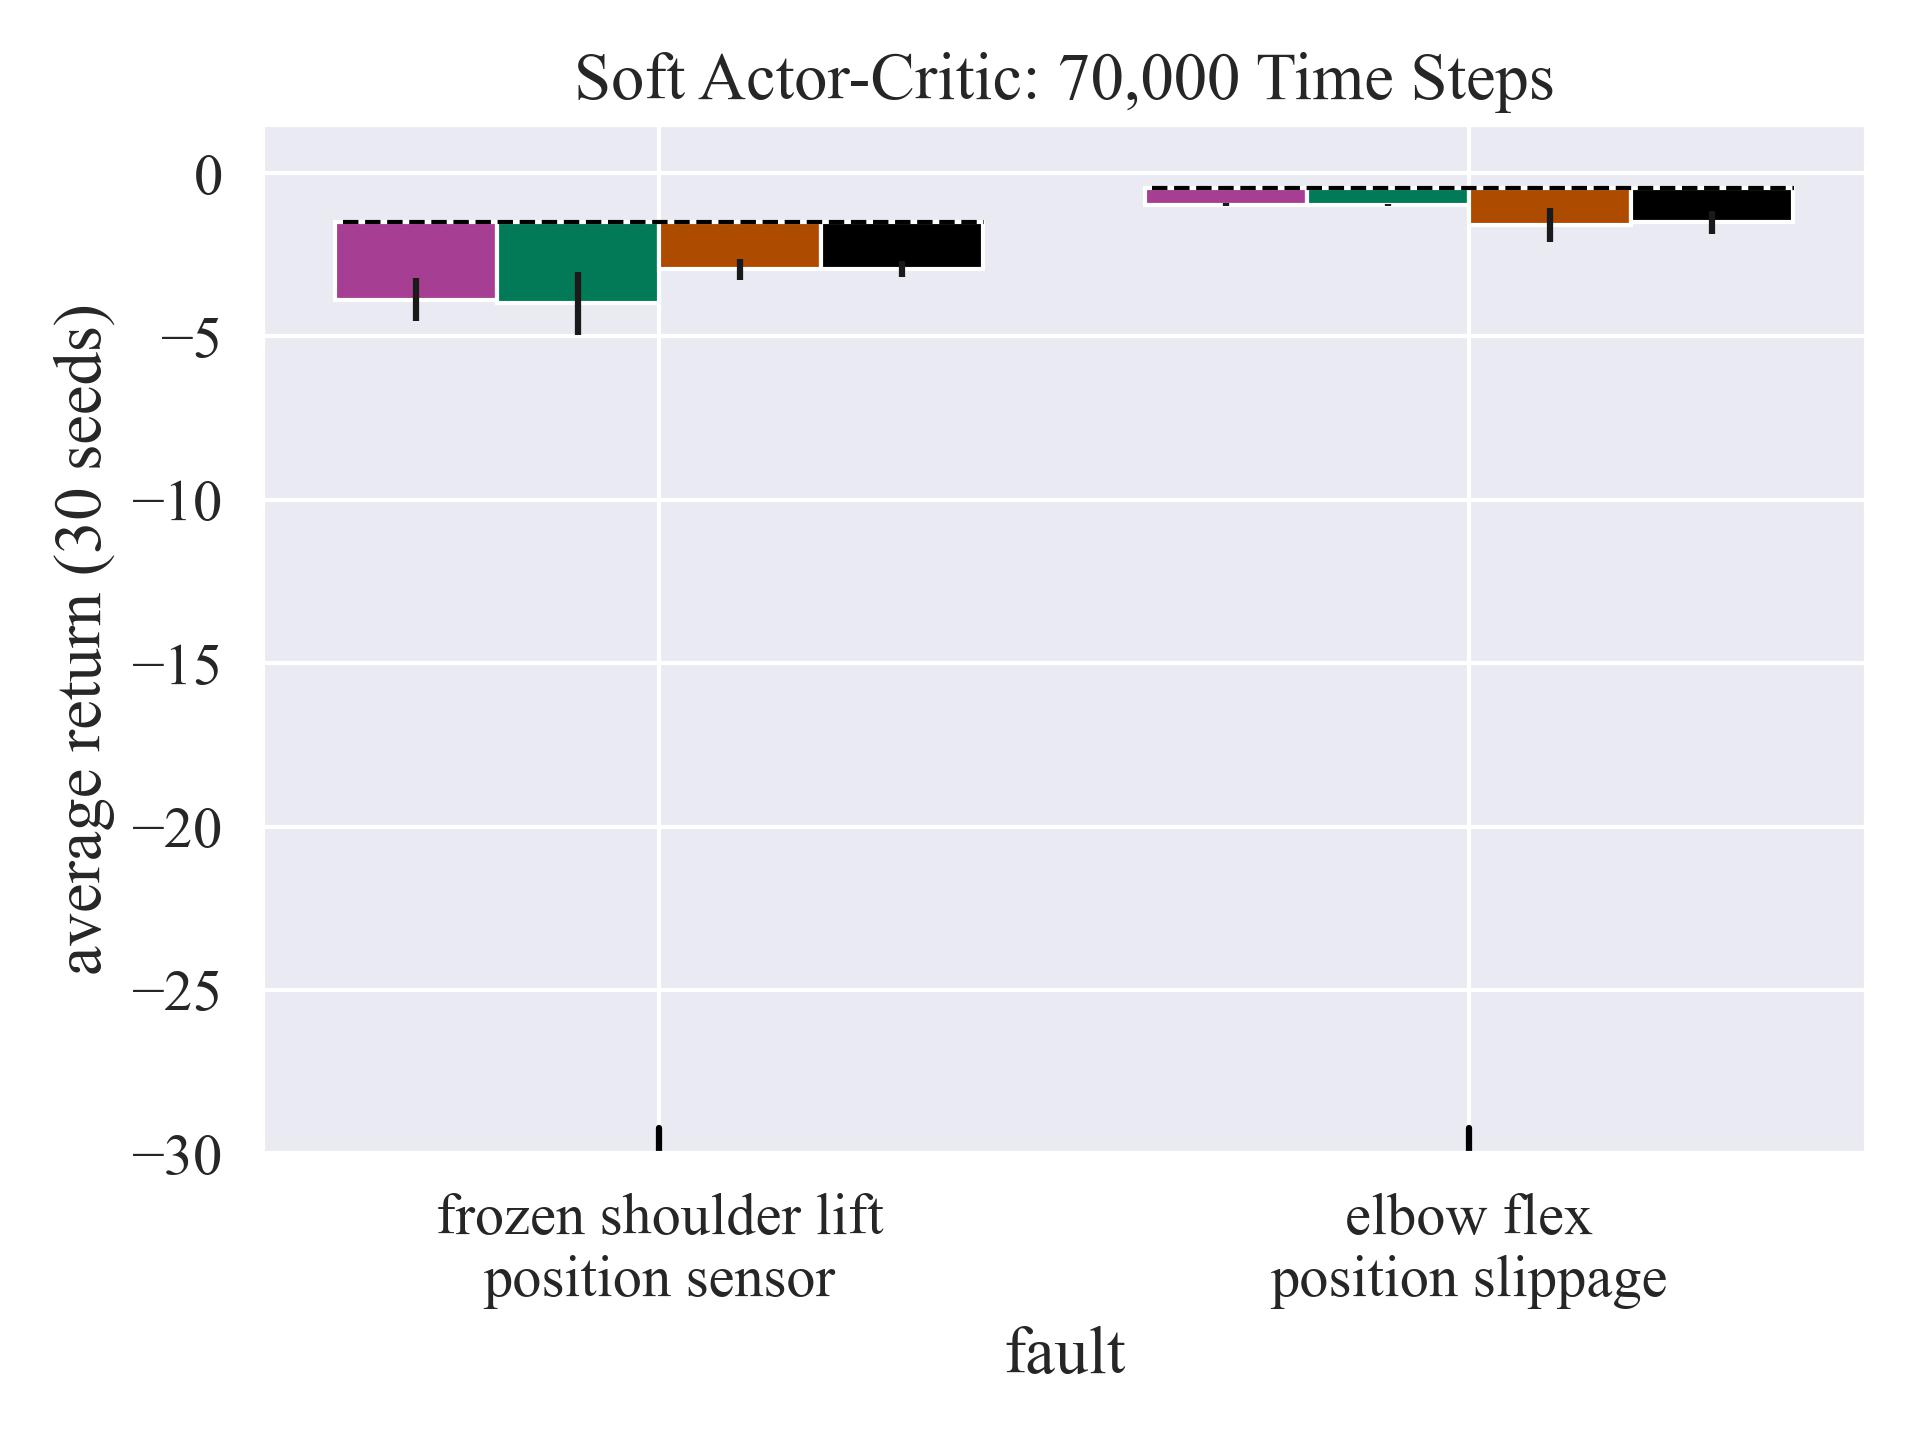 Soft Actor-Critic: 70,000 Time Steps
average return (30 seeds)
0
−5
−10
−15
−20
−25
−30
frozen shoulder lift
position sensor
elbow flex
position slippage
fault